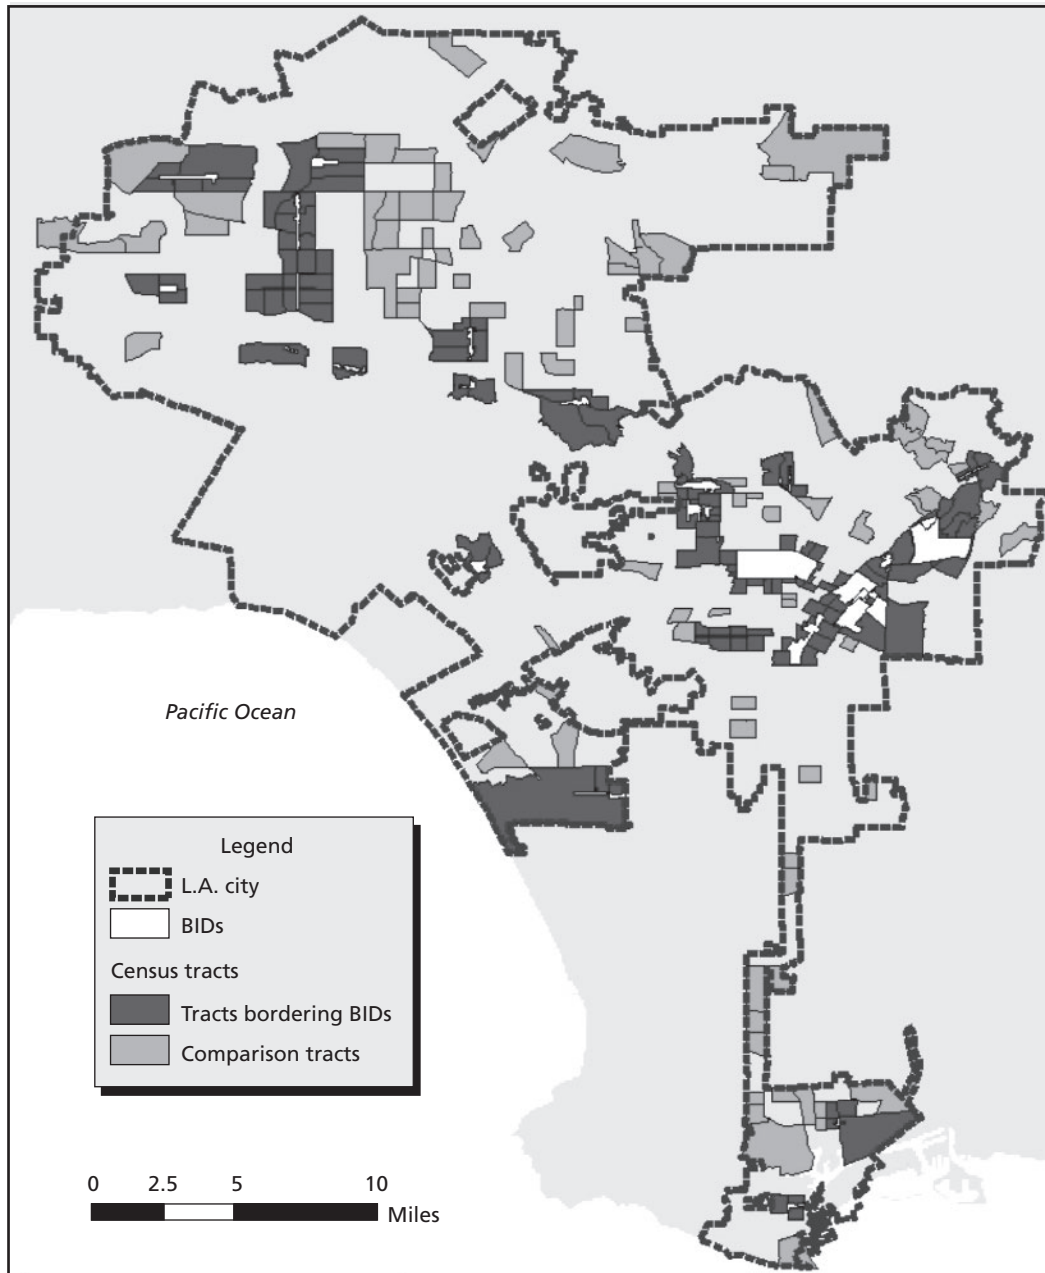 Pacific Ocean
Legend
L.A. city
BIDs
Census tracts
Tracts bordering BIDs
Comparison tracts
0 2.5 5 10
Miles